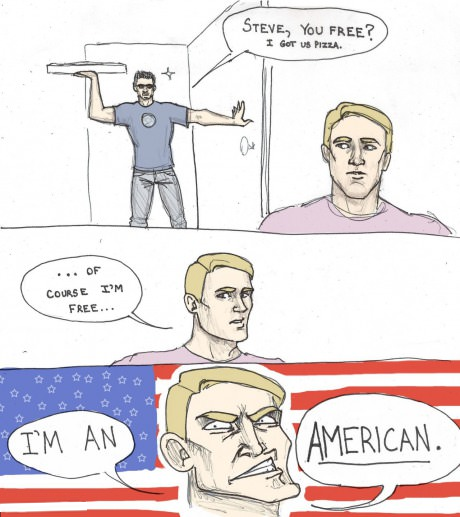 STEVE, YOU FREE?
I GOT US PIZZA.
... OF
COURSE I'M
FREE...
I'M AN
AMERICAN.